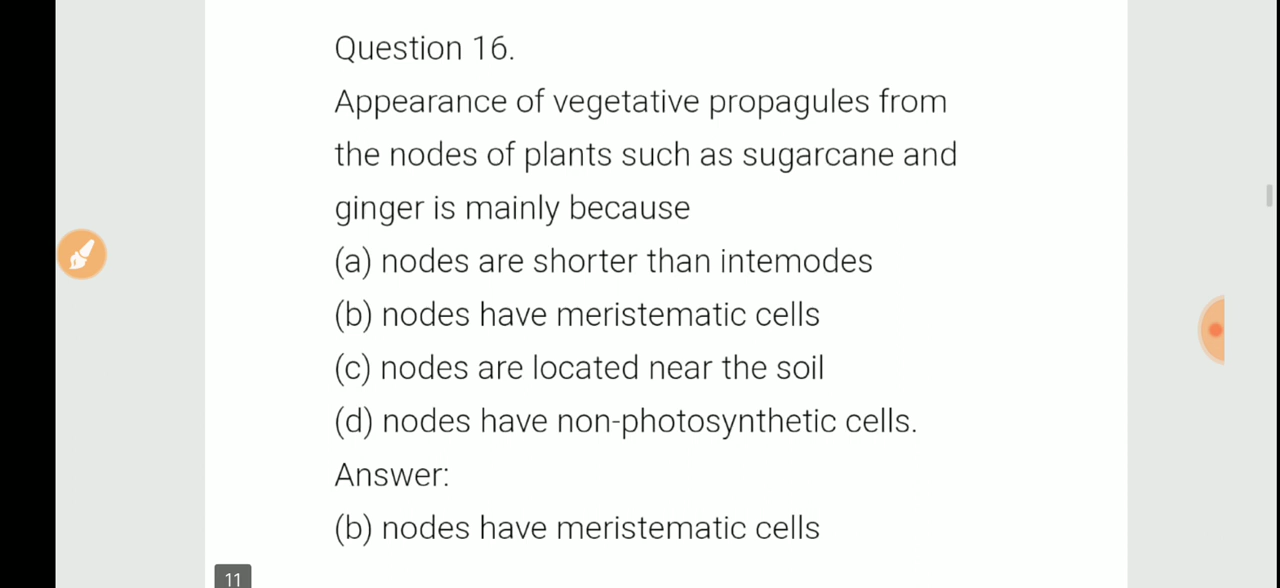 Question 16.
Appearance of vegetative propagules from
the nodes of plants such as sugarcane and
ginger is mainly because
(a) nodes are shorter than intemodes
(b) nodes have meristematic cells
(c) nodes are located near the soil
(d) nodes have non-photosynthetic cells.
Answer:
(b) nodes have meristematic cells
11